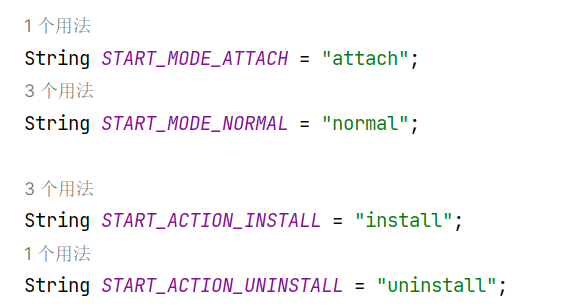 1 个用法
String START_MODE_ATTACH = "attach";
3 个用法
String START_MODE_NORMAL = "normal";
3 个用法
String START_ACTION_INSTALL = "install";
1 个用法
String START_ACTION_UNINSTALL = "uninstall";